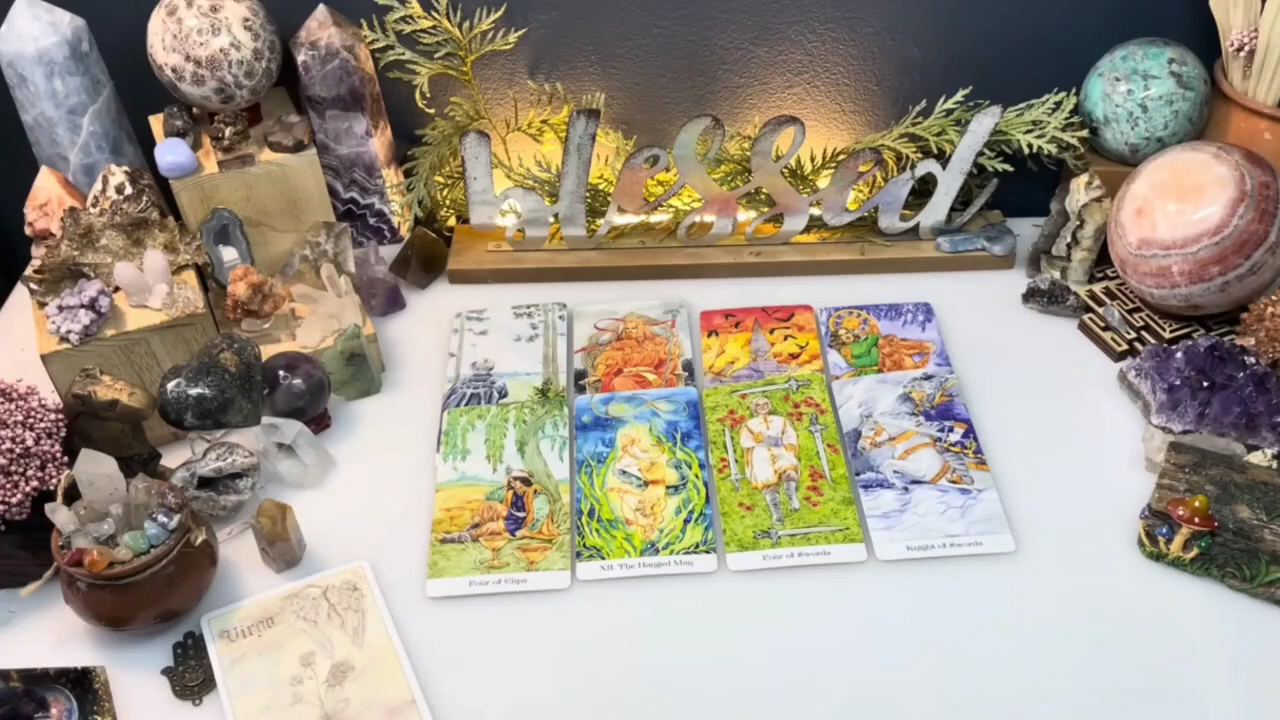 blessed
Four of Cups
XII. The Hanged Man
Four of Swords
Knight of Swords
Virgo